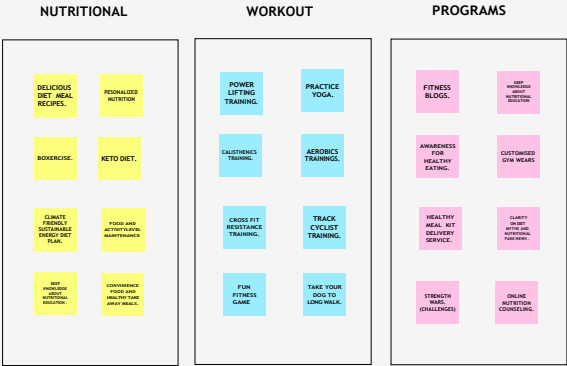 NUTRITIONAL
DELICIOUS
DIET MEAL
RECIPES.
PESONALIZED
NUTRITION
BOXERCISE.
KETO DIET.
CLIMATE
FRIENDLY
SUSTAINABLE
ENERGY DIET
PLAN.
FOOD AND
ACTIVITYLEVEL
MAINTENANCE
DEEP
KNOWLEDGE
ABOUT
NUTRITIONAL
EDUCATION .
CONVINIENCE
FOOD AND
HEALTHY TAKE
AWAY MEALS.
WORKOUT
POWER
LIFTING
TRAINING.
PRACTICE
YOGA.
CALISTHENICS
TRAINING.
AEROBICS
TRAININGS.
CROSS FIT
RESISTANCE
TRAINING.
TRACK
CYCLIST
TRAINING.
FUN
FITNESS
GAME
TAKE YOUR
DOG TO
LONG WALK.
PROGRAMS
FITNESS
BLOGS.
DEEP
KNOWLEDGE
ABOUT
NUTRITIONAL
EDUCATION
AWARENESS
FOR
HEALTHY
EATING.
CUSTOMISED
GYM WEARS
HEALTHY
MEAL KIT
DELIVERY
SERVICE.
CLARITY
ON DIET
MYTHS AND
NUTRITIONAL
FAKE NEWS .
STRENGTH
WARS.
(CHALLENGES)
ONLINE
NUTRITION
COUNSELING.